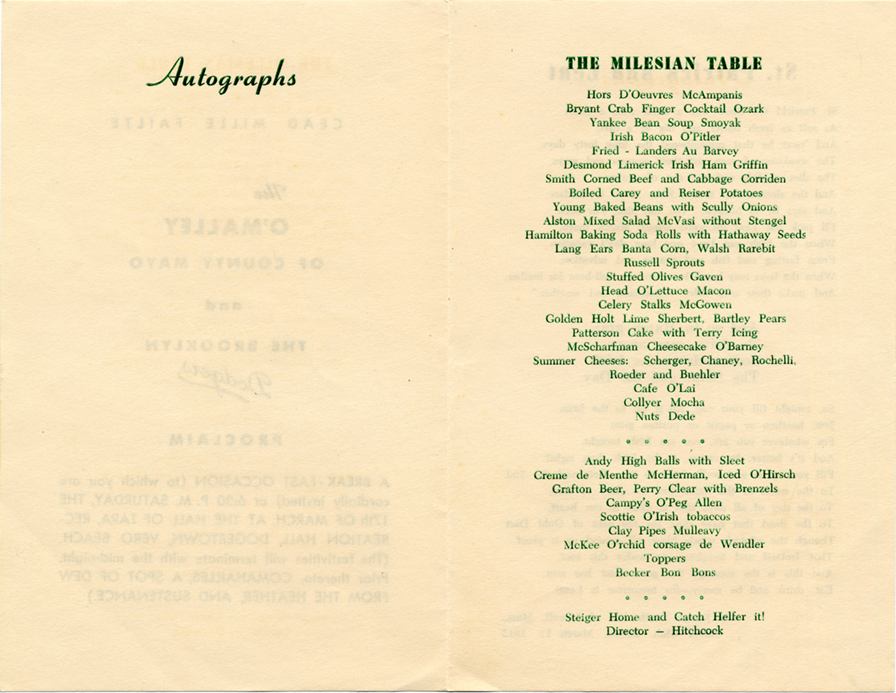 Autographs
THE MILESIAN TABLE
Hors D'Oeuvres McAmpanis
Bryant Crab Finger Cocktail Ozark
Yankee Bean Soup Smoyak
Irish Bacon O'Pitler
Fried - Landers Au Barvey
Desmond Limerick Irish Ham Griffin
Smith Corned Beef and Cabbage Corriden
Boiled Carey and Reiser Potatoes
Young Baked Beans with Scully Onions
Alston Mixed Salad McVasi without Stengel
Hamilton Baking Soda Rolls with Hathaway Seeds
Lang Ears Banta Corn, Walsh Rarebit
Russell Sprouts
Stuffed Olives Gaven
Head O'Lettuce Macon
Celery Stalks McGowen
Golden Holt Lime Sherbert, Bartley Pears
Patterson Cake with Terry Icing
McScharfman Cheesecake O'Barney
Summer Cheeses: Scherger, Chaney, Rochelli,
Roeder and Buehler
Cafe O'Lai
Collyer Mocha
Nuts Dede
Andy High Balls with Sleet
Creme de Menthe McHerman, Iced O'Hirsch
Grafton Beer, Perry Clear with Brenzels
Campy's O'Peg Allen
Scottie O'Irish tobaccos
Clay Pipes Mulleavy
McKee O'rchid corsage de Wendler
Toppers
Becker Bon Bons
Steiger Home and Catch Helfer it!
Director — Hitchcock